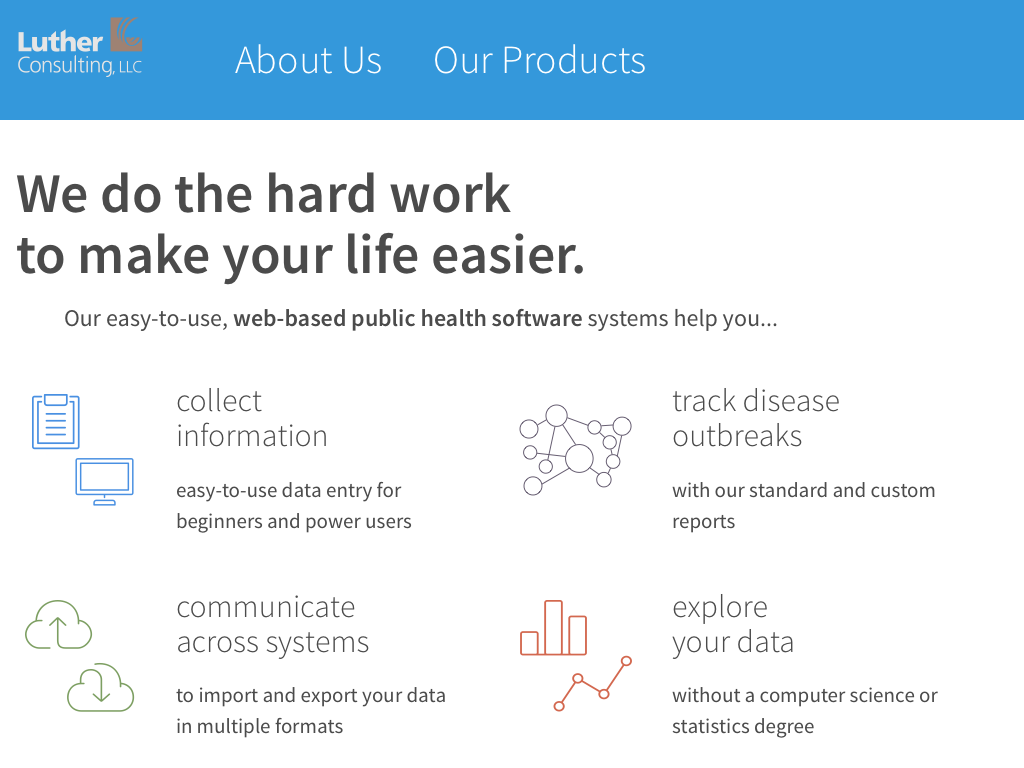 Luther
Consulting, LLC
About Us
Our Products
We do the hard work
to make your life easier.
Our easy-to-use, web-based public health software systems help you...
collect
information
easy-to-use data entry for
beginners and power users
track disease
outbreaks
with our standard and custom
reports
communicate
across systems
to import and export your data
in multiple formats
explore
your data
without a computer science or
statistics degree